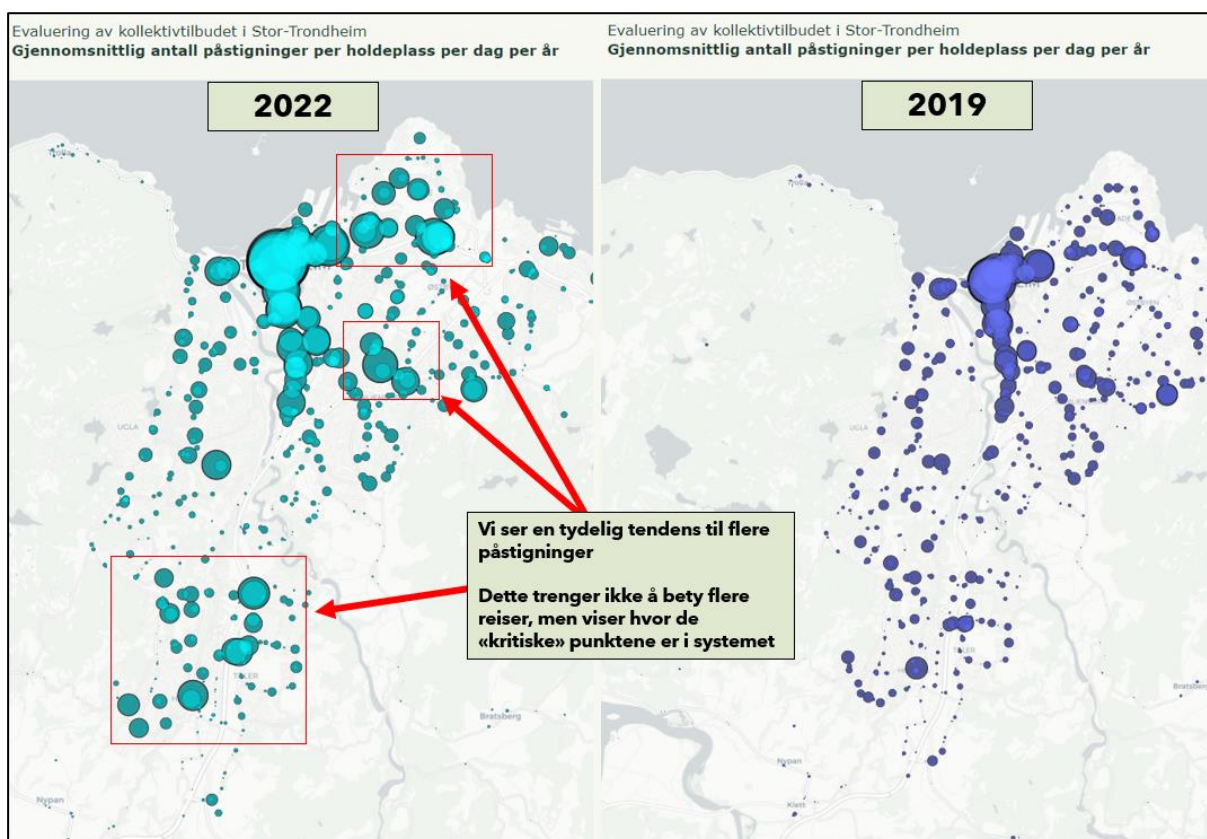 Evaluering av kollektivtilbudet i Stor-Trondheim
Gjennomsnittlig antall påstigninger per holdeplass per dag per år
2022
Trolla
UGLA
TILLER
Bratsberg
Nypan
Vi ser en tydelig tendens til flere
påstigninger
Dette trenger ikke å bety flere
reiser, men viser hvor de
«kritiske» punktene er i systemet
Evaluering av kollektivtilbudet i Stor-Trondheim
Gjennomsnittlig antall påstigninger per holdeplass per dag per år
2019
Trolla
UGLA
TILLER
Bratsberg
Nypan
Klett